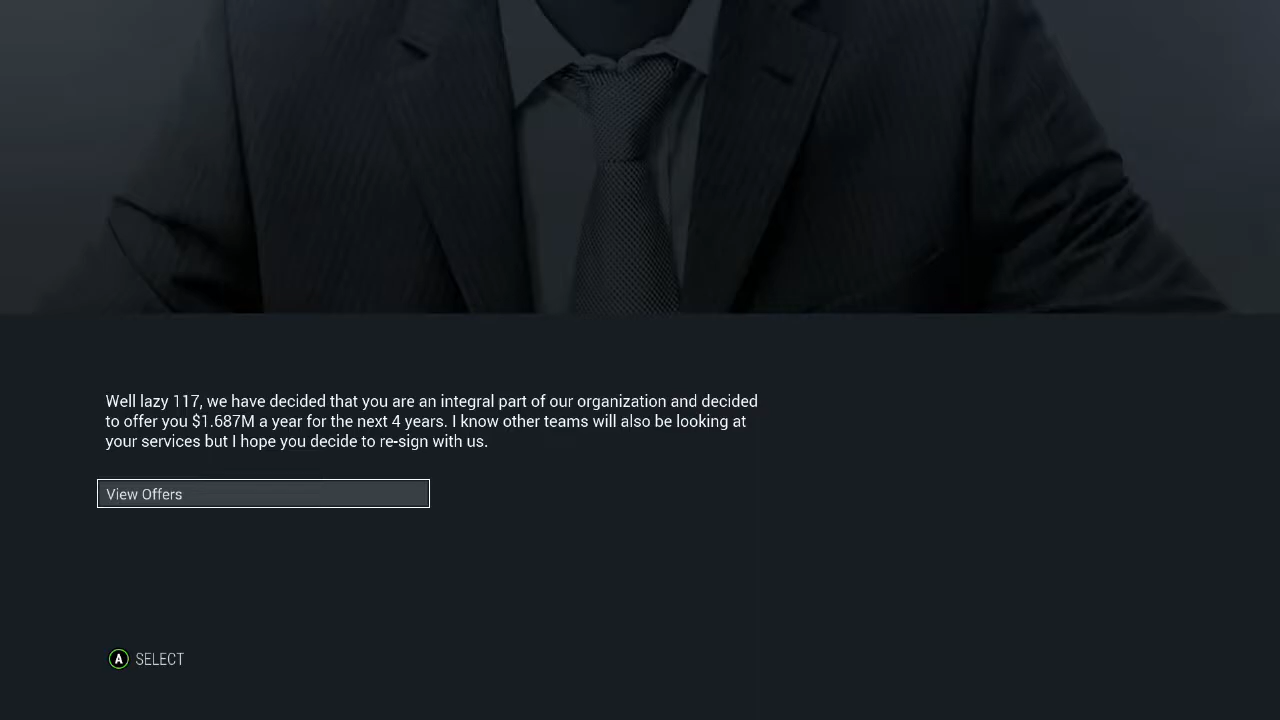 Well lazy 117, we have decided that you are an integral part of our organization and decided
to offer you $1.687M a year for the next 4 years. I know other teams will also be looking at
your services but I hope you decide to re-sign with us.
View Offers
A SELECT